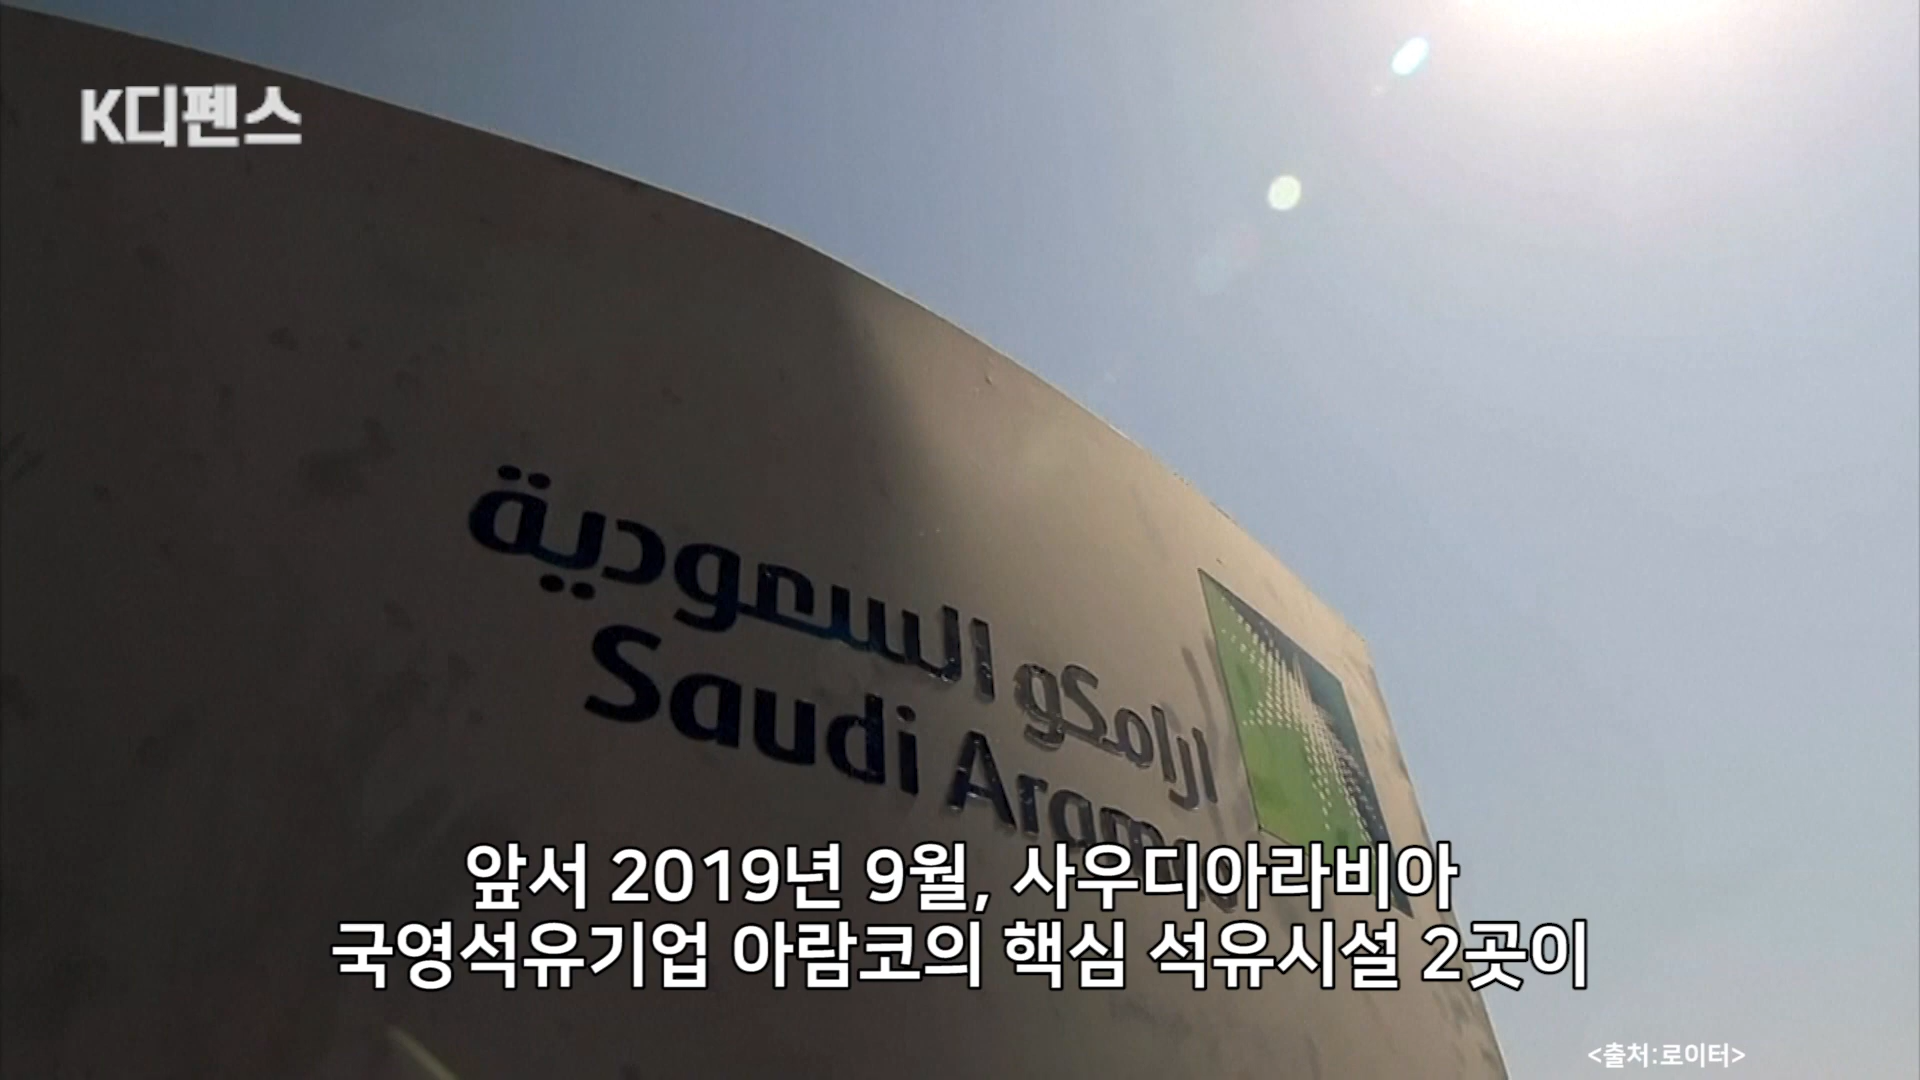 K디펜스
ارامكو السعودية
Saudi Aramco
앞서 2019년 9월, 사우디아라비아
국영석유기업 아람코의 핵심 석유시설 2곳이
<출처:로이터>